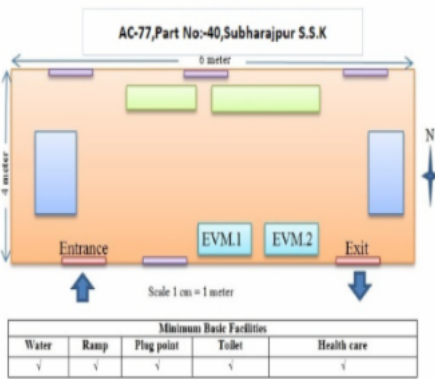 AC-77,Part No:-40,Subharajpur S.S.K
6 meter
4 meter
N
EVM.1 EVM.2
Entrance Exit
Scale 1 cm = 1 meter
Minimum Basic Facilities
Water Ramp Plug point Toilet Health care
√ √ √ √ √